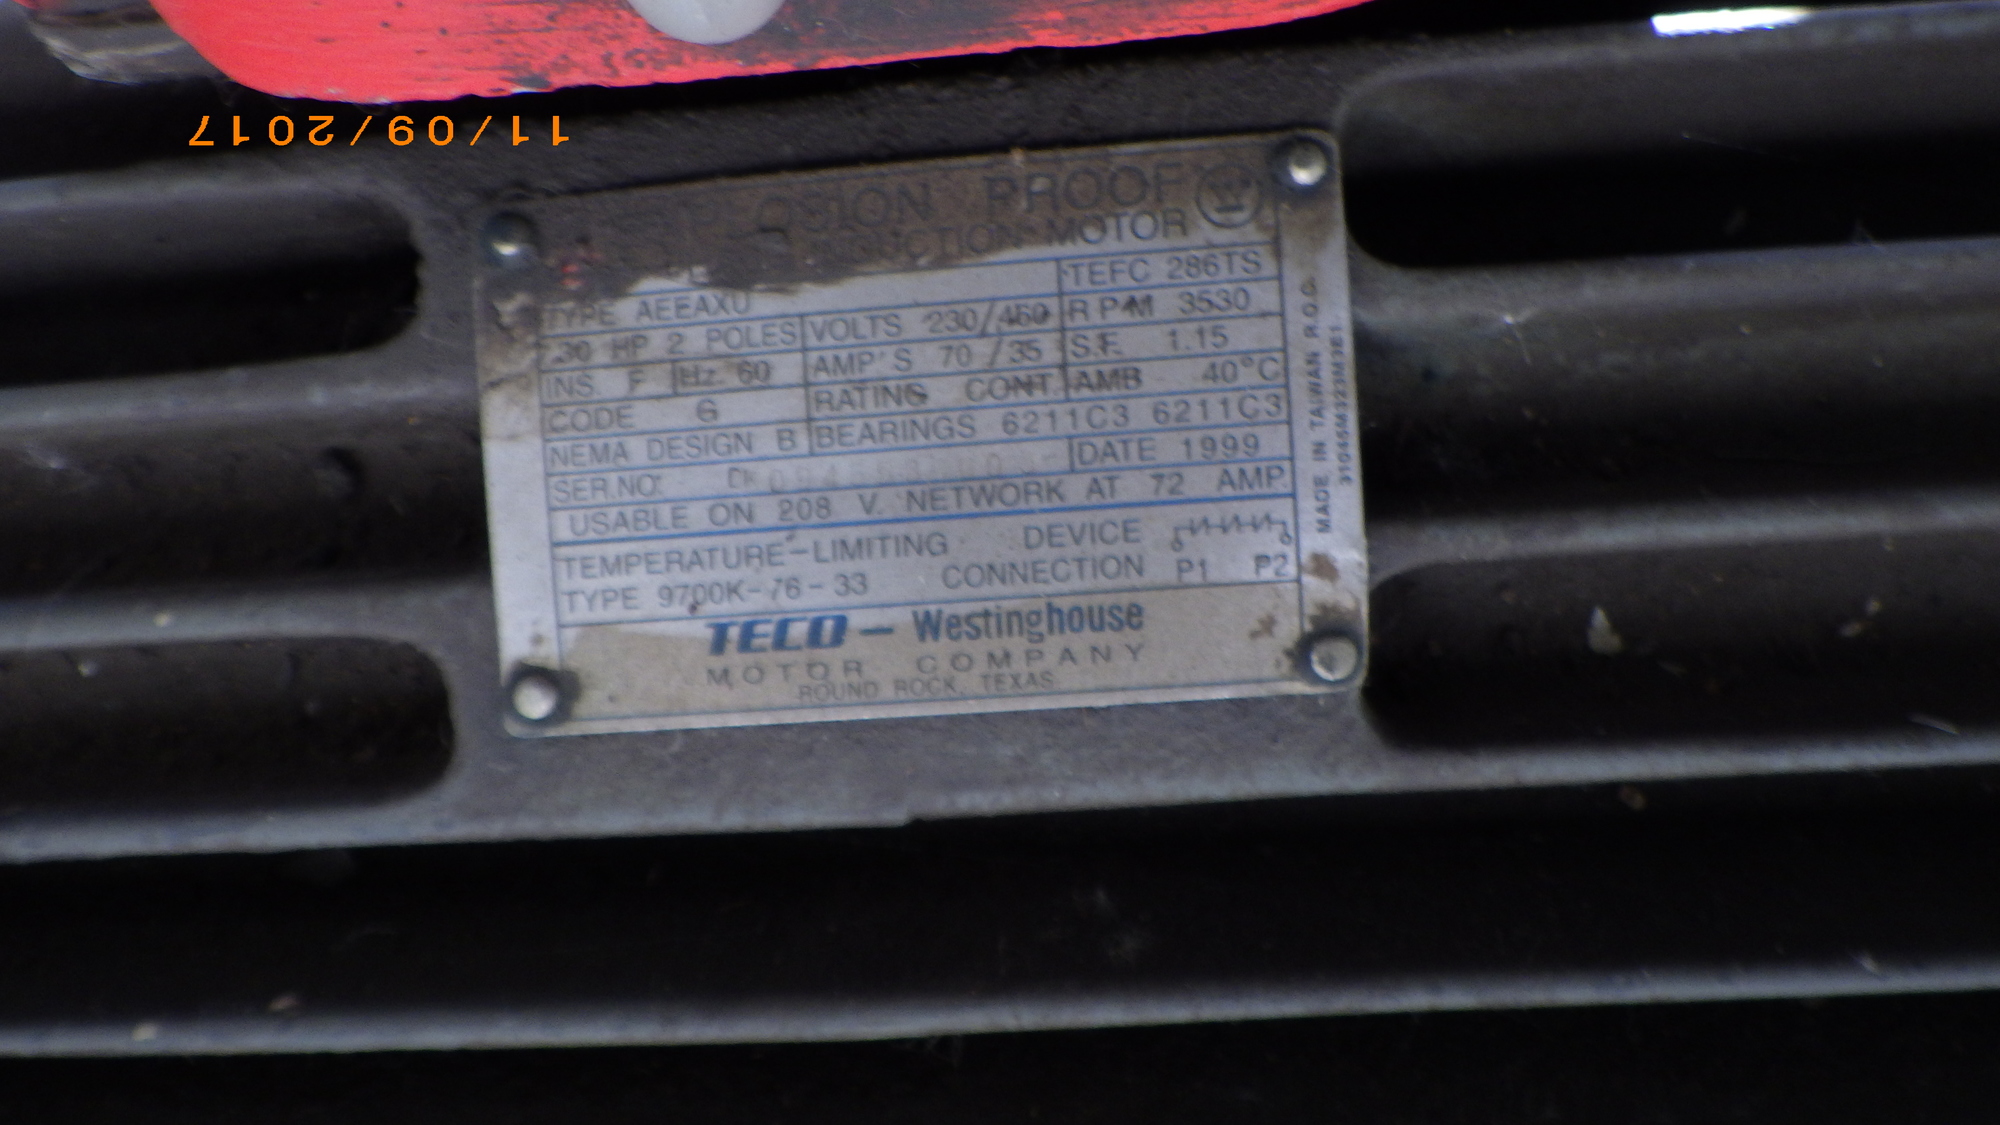 11/09/2017
PROOF
INDUCTION MOTOR
TYPE AEEAXU
TEFC 286TS
30 HP 2 POLES VOLTS 230/460 RPM 3530
INS. F Hz 60 AMP'S 70/35 S.F. 1.15
CODE G RATING CONT. AMB 40°C
NEMA DESIGN B BEARINGS 6211C3 6211C3
SER.NO. DATE 1999
USABLE ON 208 V. NETWORK AT 72 AMP
TEMPERATURE-LIMITING DEVICE
TYPE 9700K-76-33 CONNECTION P1 P2
TECO - Westinghouse
MOTOR COMPANY
ROUND ROCK, TEXAS
MADE IN TAIWAN R.O.C.